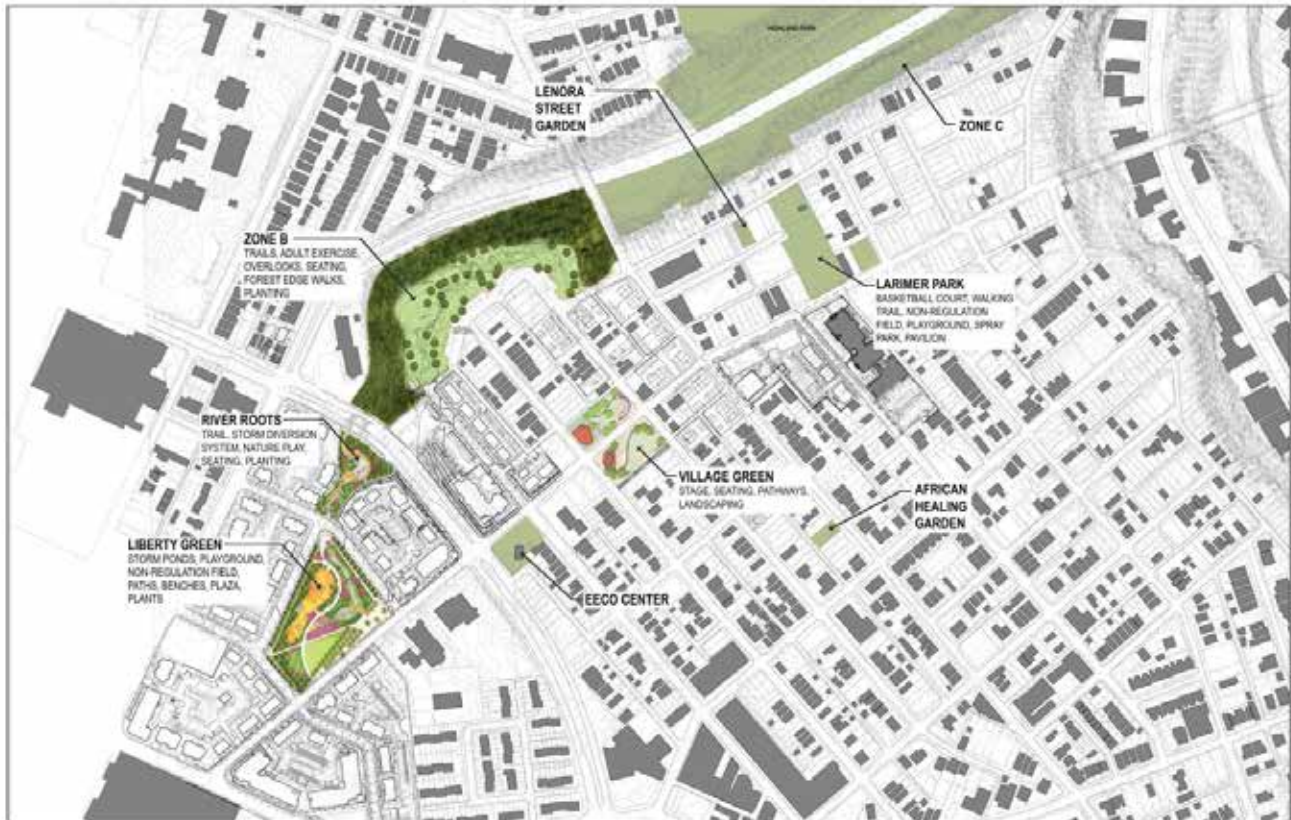 HIGHLAND PARK
LENORA
STREET
GARDEN
ZONE C
ZONE B
TRAILS, ADULT EXERCISE,
OVERLOOKS, SEATING,
FOREST EDGE WALKS,
PLANTING
LARIMER PARK
BASKETBALL COURT, WALKING
TRAIL, NON-REGULATION
FIELD, PLAYGROUND, SPRAY
PARK, PAVILION
RIVER ROOTS
TRAIL, STORM DIVERSION
SYSTEM, NATURE PLAY,
SEATING, PLANTING
VILLAGE GREEN
STAGE, SEATING, PATHWAYS,
LANDSCAPING
AFRICAN
HEALING
GARDEN
LIBERTY GREEN
STORM PONDS, PLAYGROUND,
NON-REGULATION FIELD,
PATHS, BENCHES, PLAZA,
PLANTS
EECO CENTER